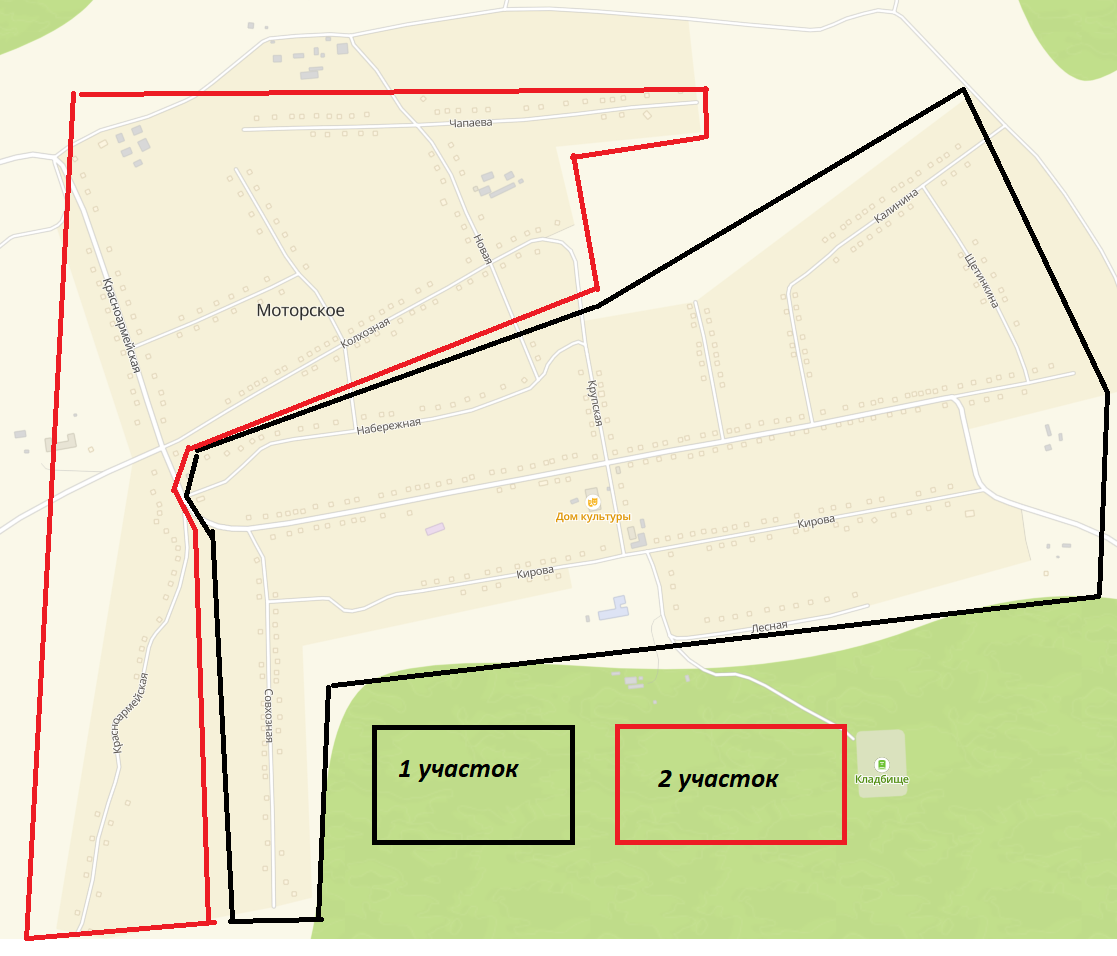 Чапаева
Калинина
Новая
Щетинкина
Красноармейская
Моторское
Колхозная
Крупская
Набережная
Дом культуры
Кирова
Кирова
Лесная
Красноармейская
Совхозная
1 участок
2 участок
Кладбище